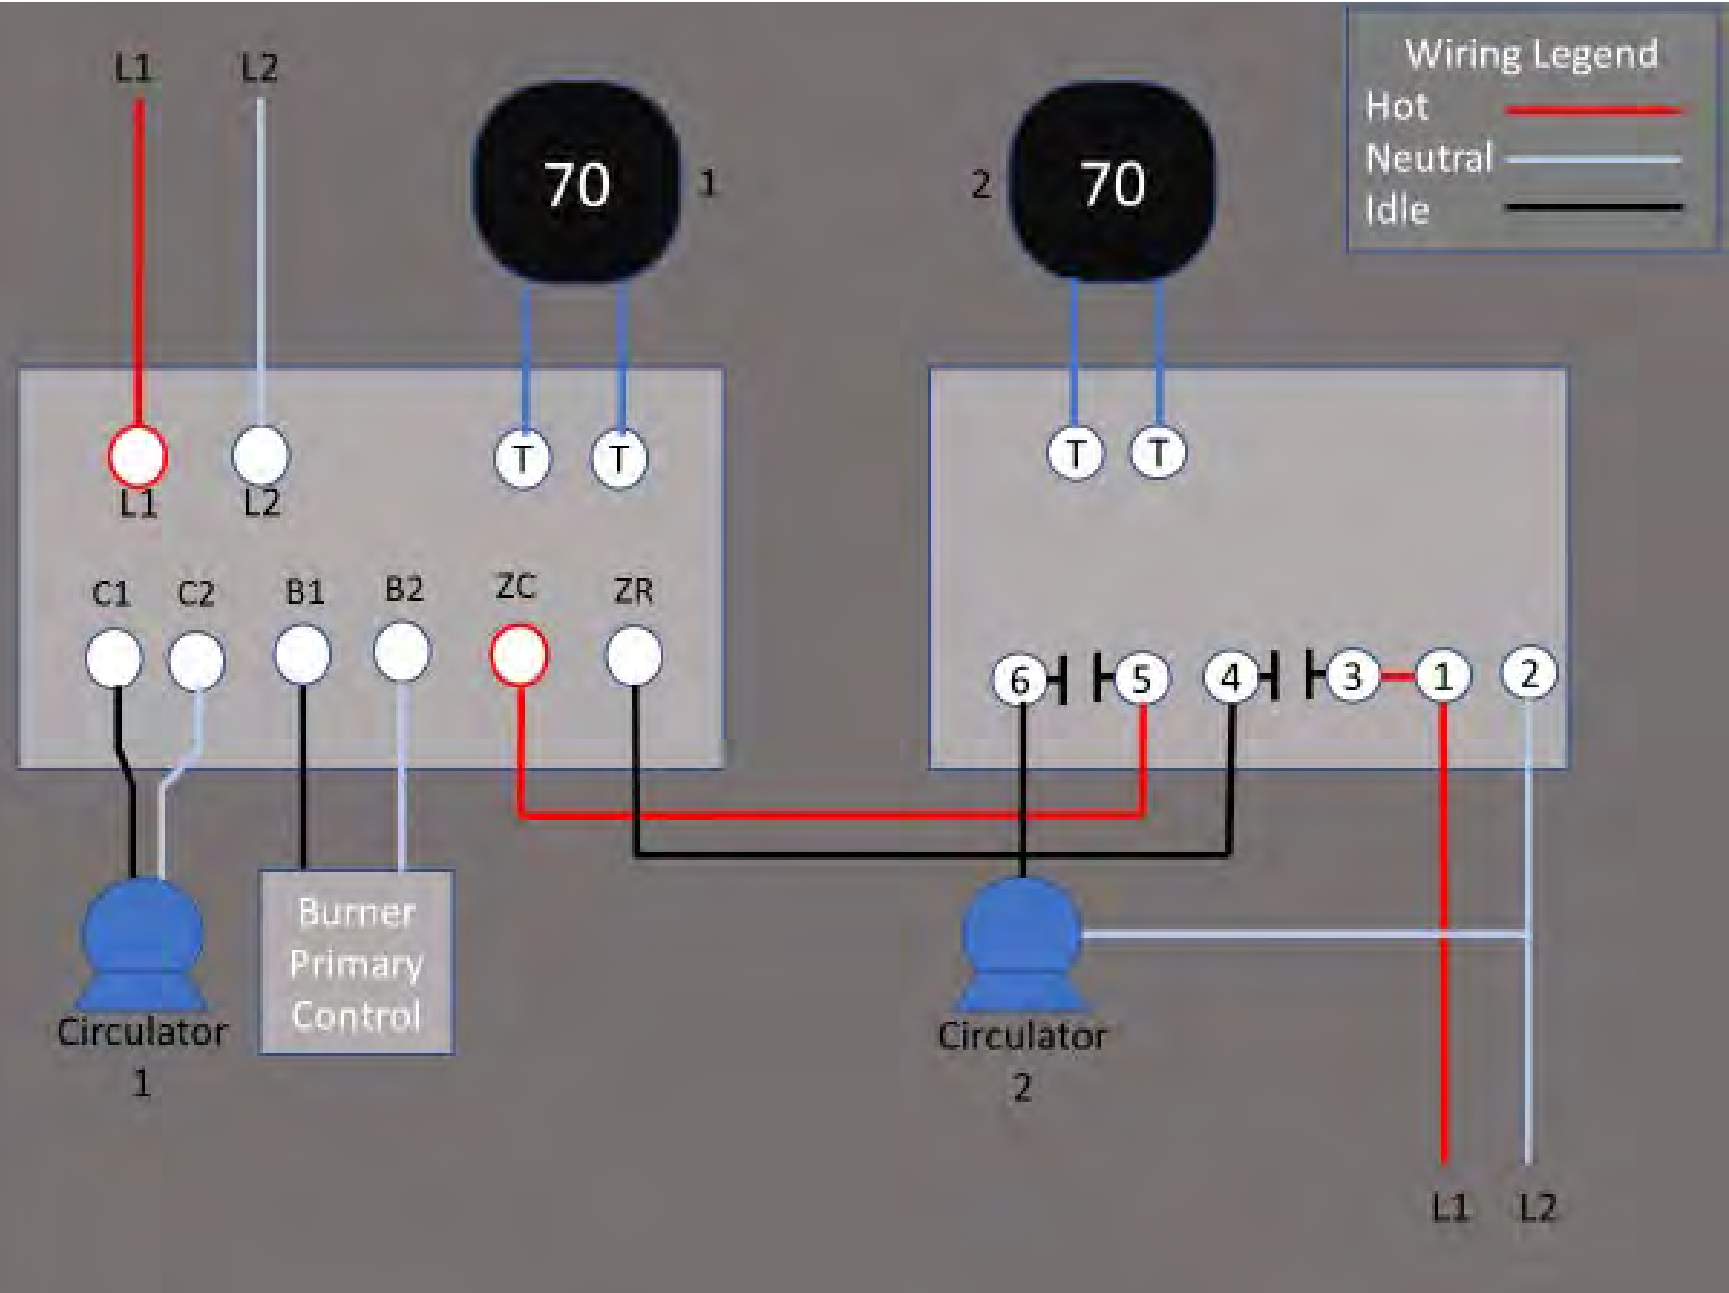 L1 L2
Wiring Legend
Hot
Neutral
Idle
70 1
2 70
L1 L2
T T
T T
C1 C2 B1 B2 ZC ZR
6 5 4 3 1 2
Burner
Primary
Control
Circulator
1
Circulator
2
L1 L2